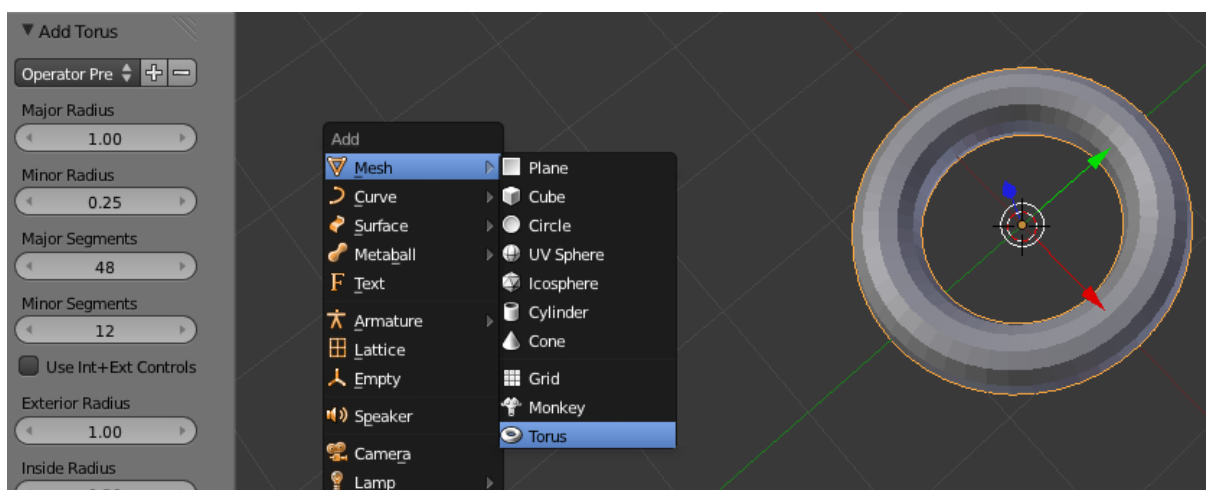 Add Torus
Operator Pre
Major Radius
1.00
Minor Radius
0.25
Major Segments
48
Minor Segments
12
Use Int+Ext Controls
Exterior Radius
1.00
Inside Radius
Add
Mesh
Curve
Surface
Metaball
Text
Armature
Lattice
Empty
Speaker
Camera
Lamp
Plane
Cube
Circle
UV Sphere
Icosphere
Cylinder
Cone
Grid
Monkey
Torus